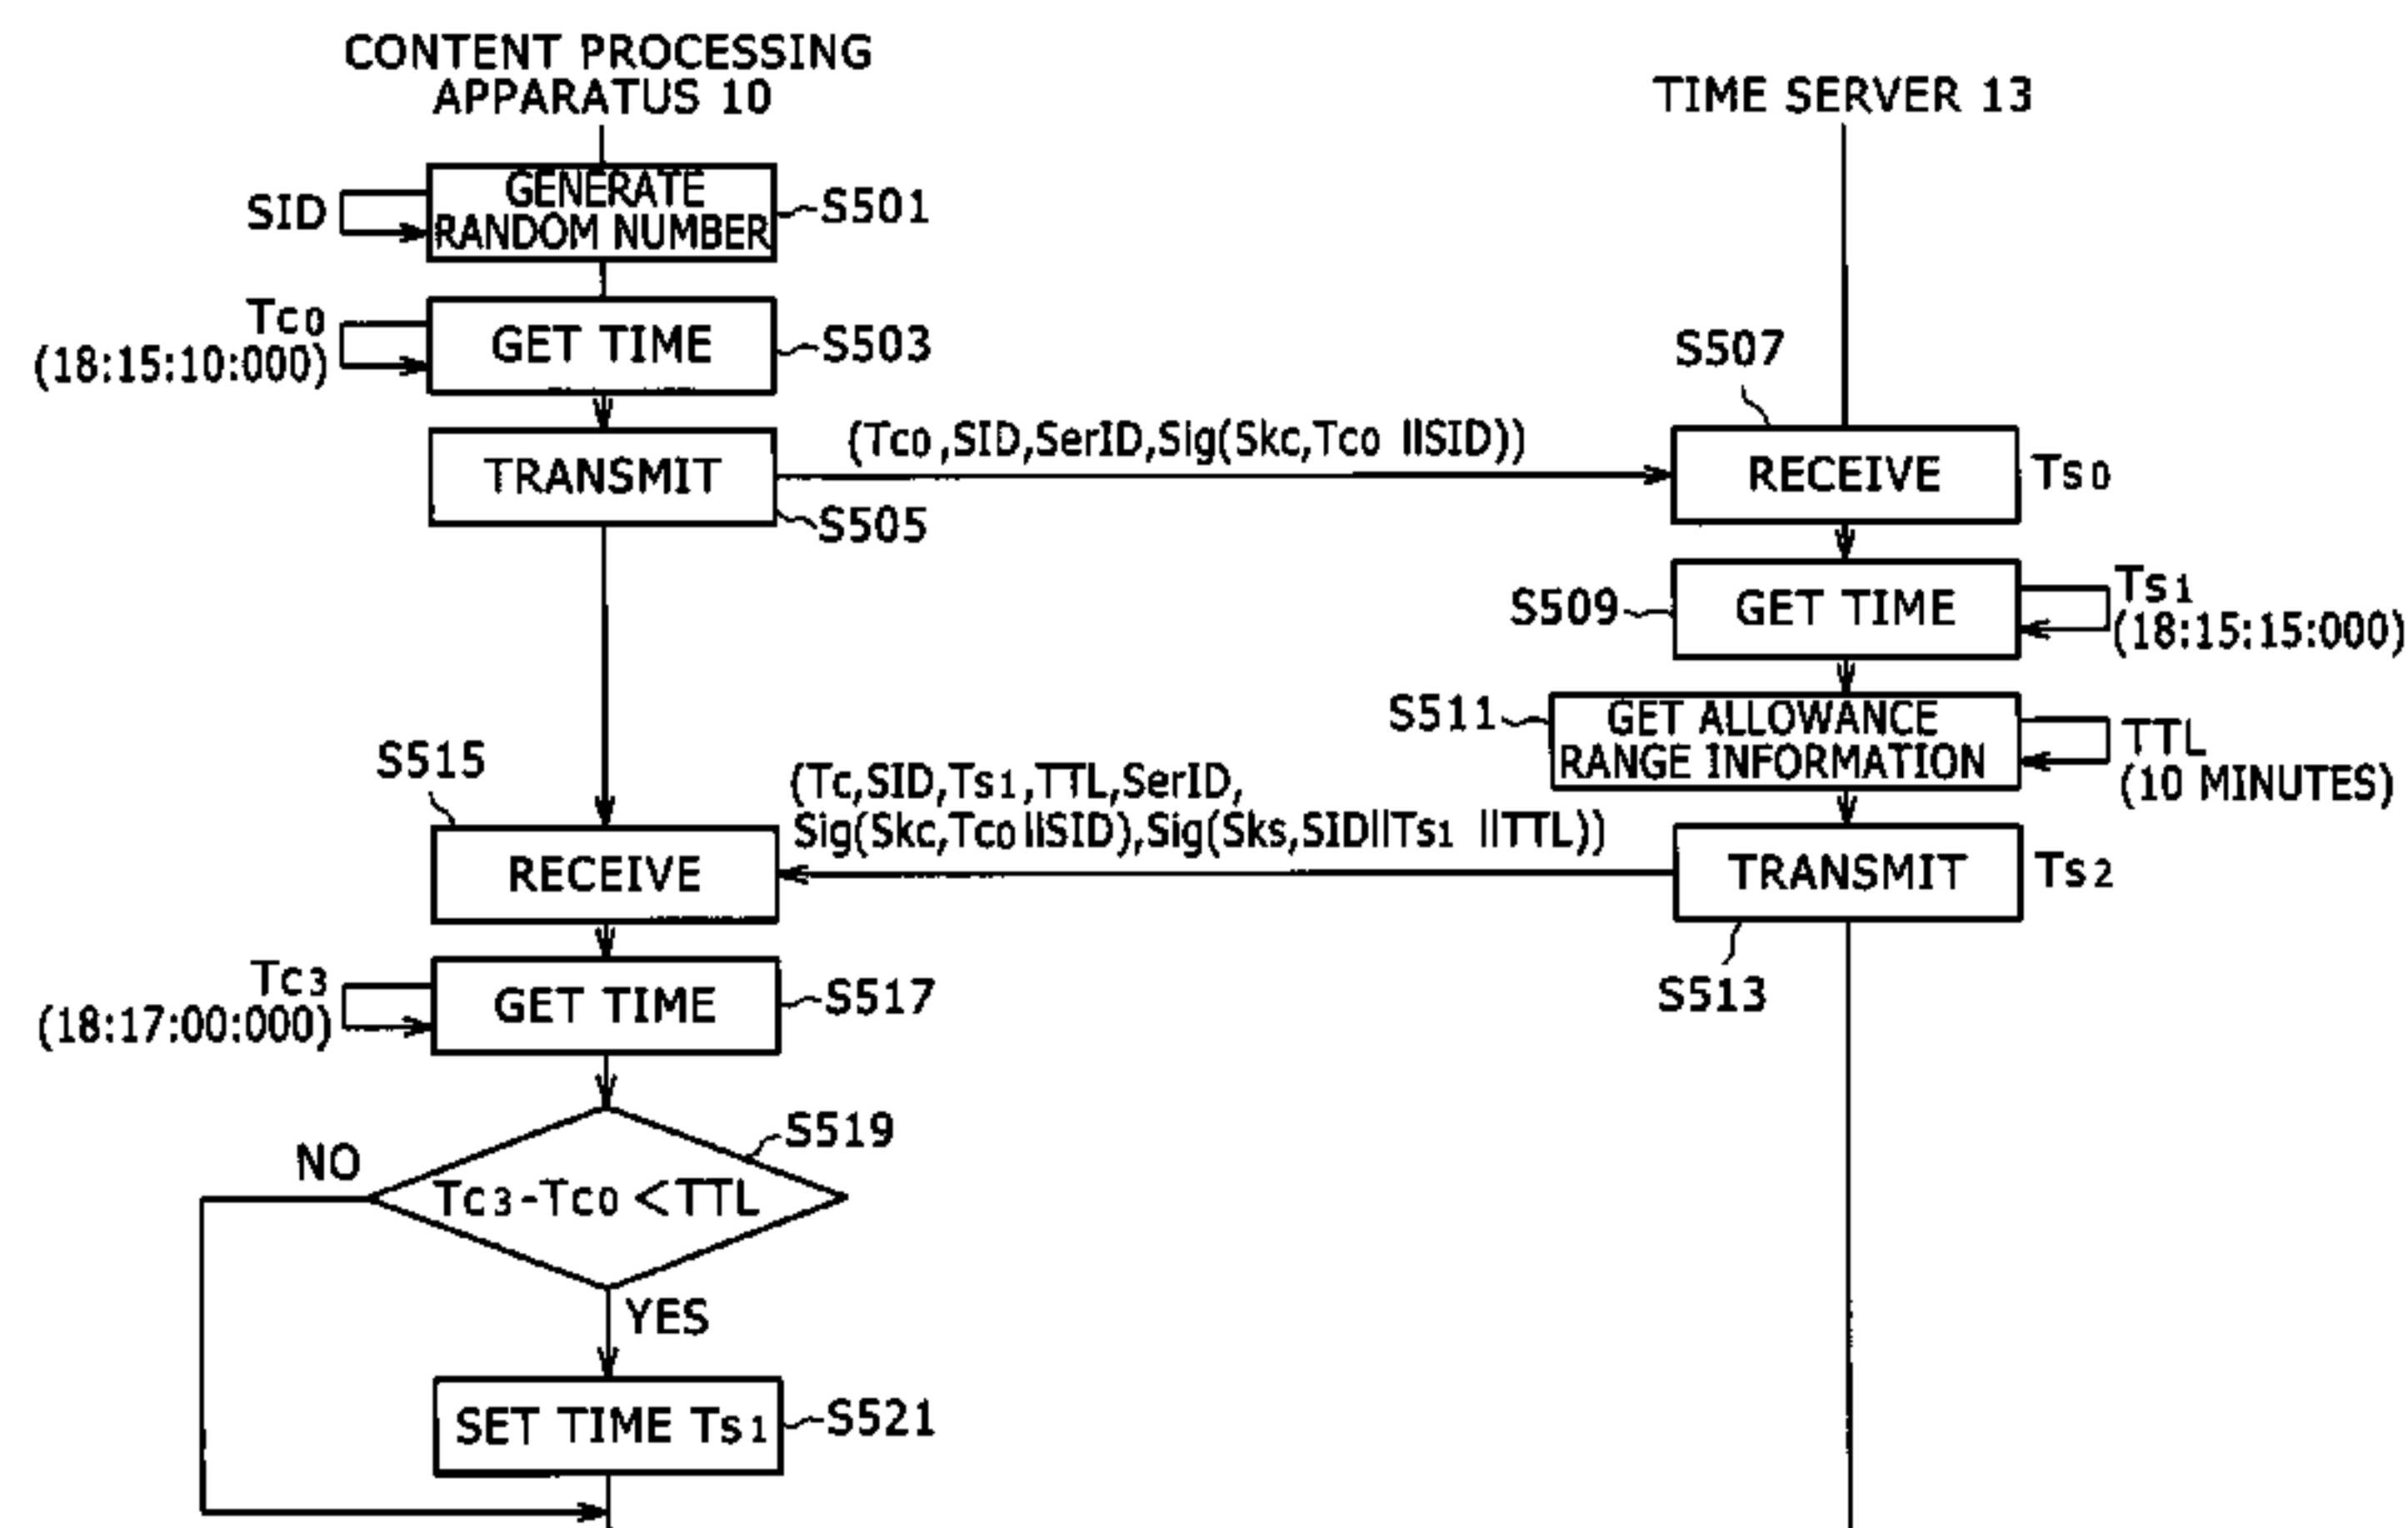 CONTENT PROCESSING
APPARATUS 10
TIME SERVER 13
SID
GENERATE
RANDOM NUMBER
S501
Tc0
(18:15:10:000)
GET TIME
S503
S507
TRANSMIT
S505
(Tc0,SID,SerID,Sig(Skc,Tc0 ||SID))
RECEIVE
Ts0
S509
GET TIME
Ts1
(18:15:15:000)
S511
GET ALLOWANCE
RANGE INFORMATION
TTL
(10 MINUTES)
S515
(Tc,SID,Ts1,TTL,SerID,
Sig(Skc,Tc0||SID),Sig(Sks,SID||Ts1 ||TTL))
RECEIVE
TRANSMIT
Ts2
S513
Tc3
(18:17:00:000)
GET TIME
S517
S519
NO
Tc3-Tc0 <TTL
YES
SET TIME Ts1
S521